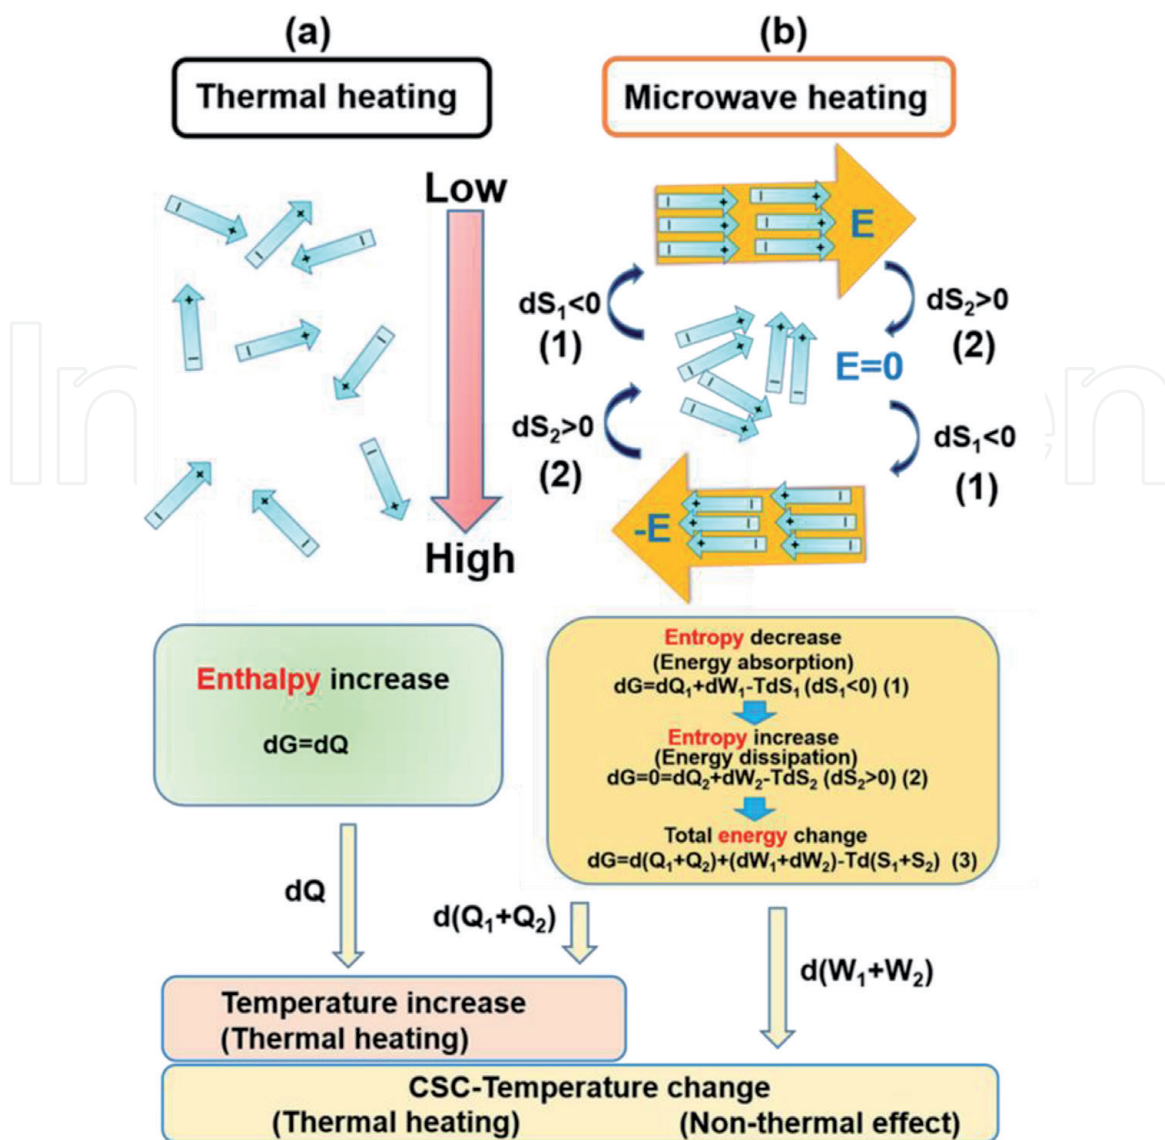 (a)
Thermal heating
Low
High
Enthalpy increase
dG=dQ
dQ
(b)
Microwave heating
E
dS₁<0
(1)
dS₂>0
(2)
E=0
dS₂>0
(2)
dS₁<0
(1)
-E
Entropy decrease
(Energy absorption)
dG=dQ₁+dW₁-TdS₁ (dS₁<0) (1)
Entropy increase
(Energy dissipation)
dG=0=dQ₂+dW₂-TdS₂ (dS₂>0) (2)
Total energy change
dG=d(Q₁+Q₂)+(dW₁+dW₂)-Td(S₁+S₂) (3)
d(Q₁+Q₂)
d(W₁+W₂)
Temperature increase
(Thermal heating)
CSC-Temperature change
(Thermal heating) (Non-thermal effect)